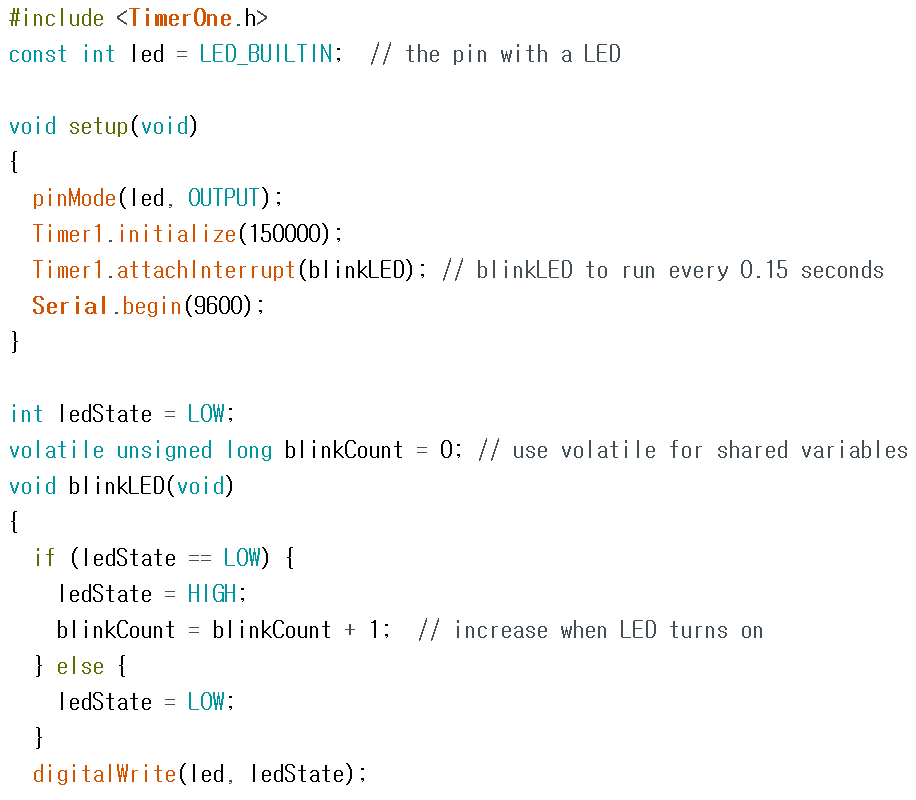 #include <TimerOne.h>
const int led = LED_BUILTIN;  // the pin with a LED

void setup(void)
{
  pinMode(led, OUTPUT);
  Timer1.initialize(150000);
  Timer1.attachInterrupt(blinkLED); // blinkLED to run every 0.15 seconds
  Serial.begin(9600);
}

int ledState = LOW;
volatile unsigned long blinkCount = 0; // use volatile for shared variables
void blinkLED(void)
{
  if (ledState == LOW) {
    ledState = HIGH;
    blinkCount = blinkCount + 1;  // increase when LED turns on
  } else {
    ledState = LOW;
  }
  digitalWrite(led, ledState);